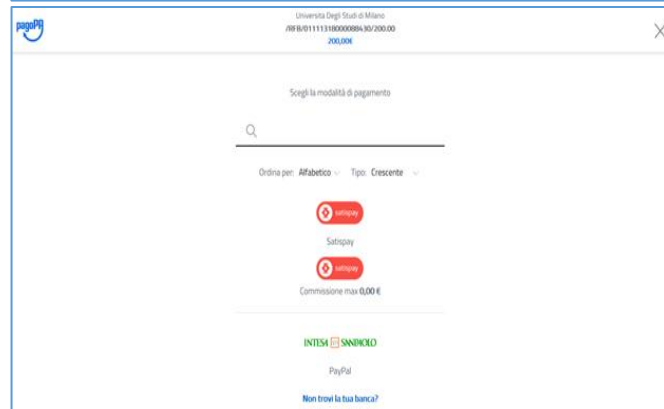 pagoPA
Università Degli Studi di Milano
/RFB/01111318000088430/200.00
200,00€
Scegli la modalità di pagamento
Ordina per: Alfabetico Tipo: Crescente
satispay
Satispay
satispay
Commissione max 0,00 €
INTESA SANPAOLO
PayPal
Non trovi la tua banca?